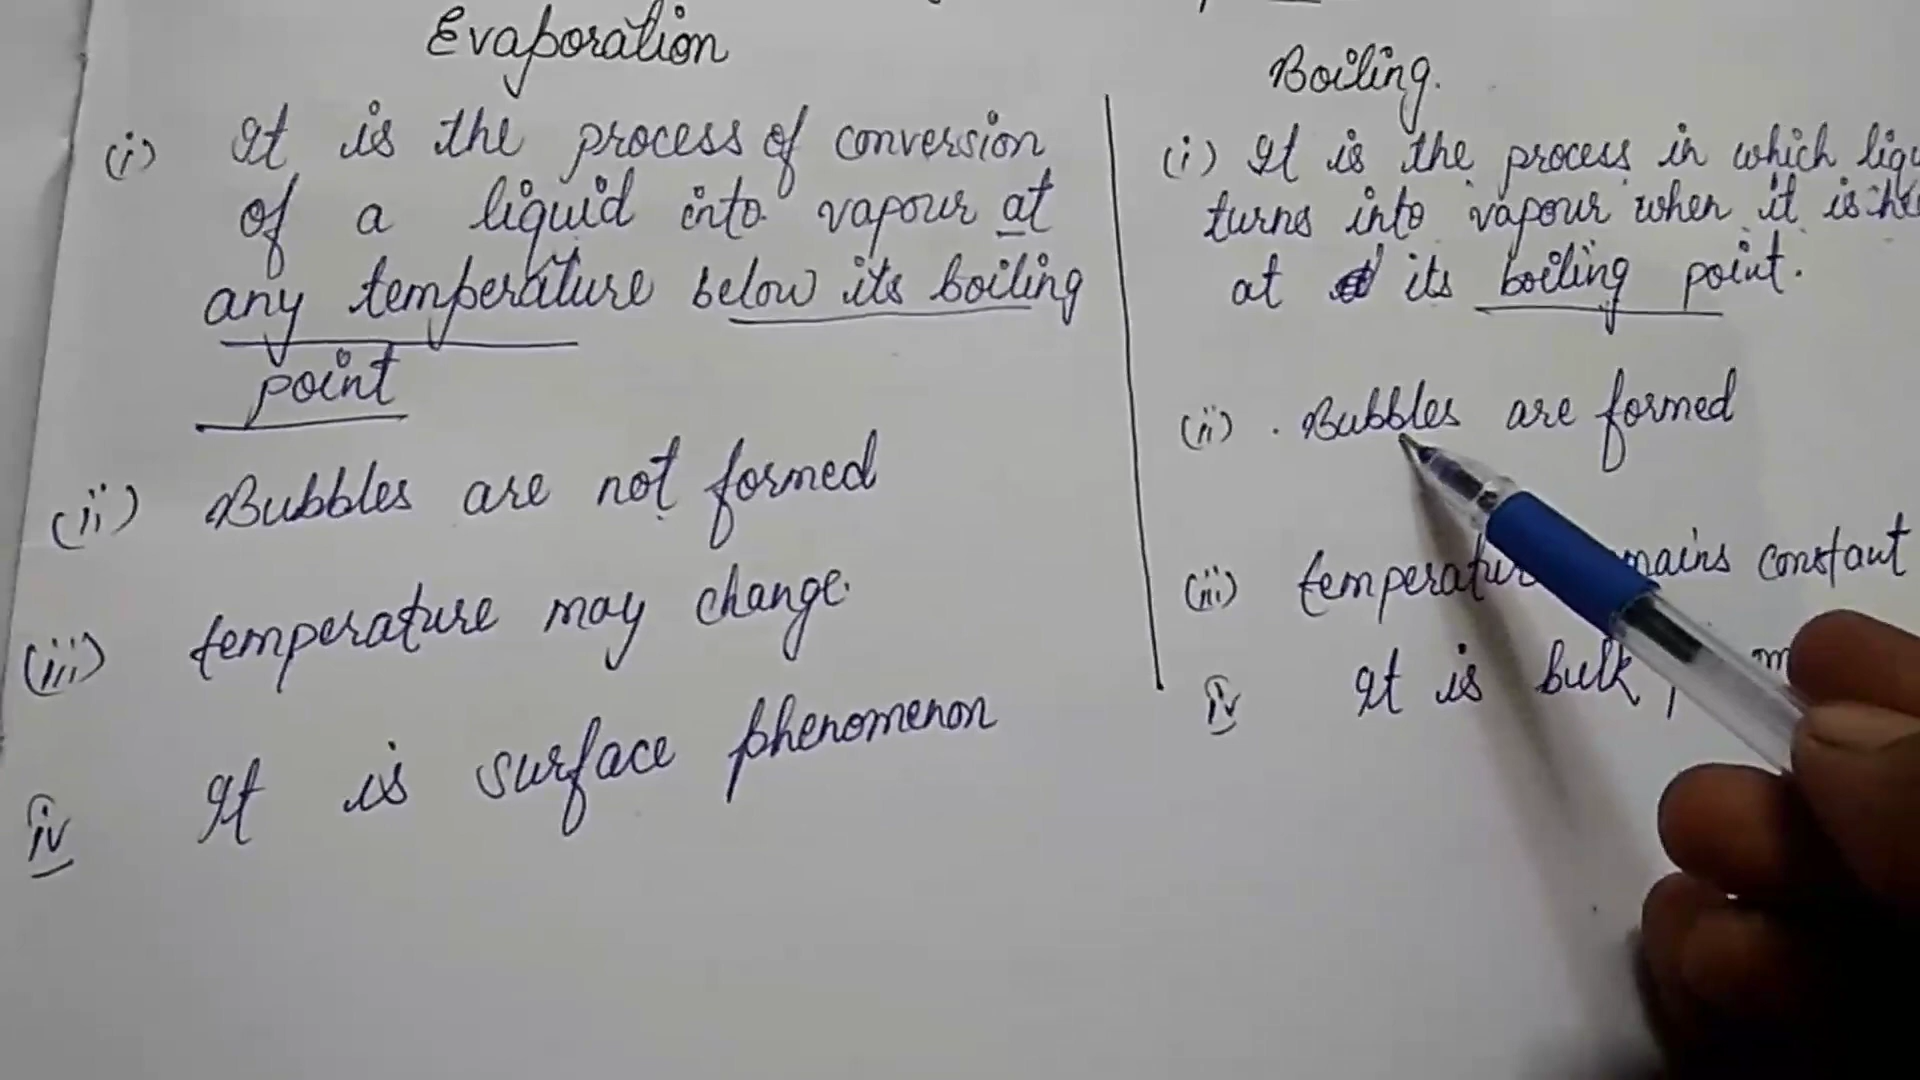 Evaporation
(i) It is the process of conversion
of a liquid into vapour at
any temperature below its boiling
point
(ii) Bubbles are not formed
(iii) temperature may change.
iv It is surface phenomenon
Boiling.
(i) It is the process in which
turns into vapour when it is
at its boiling point.
(ii) . Bubbles are formed
(iii) constant
iv It is bulk